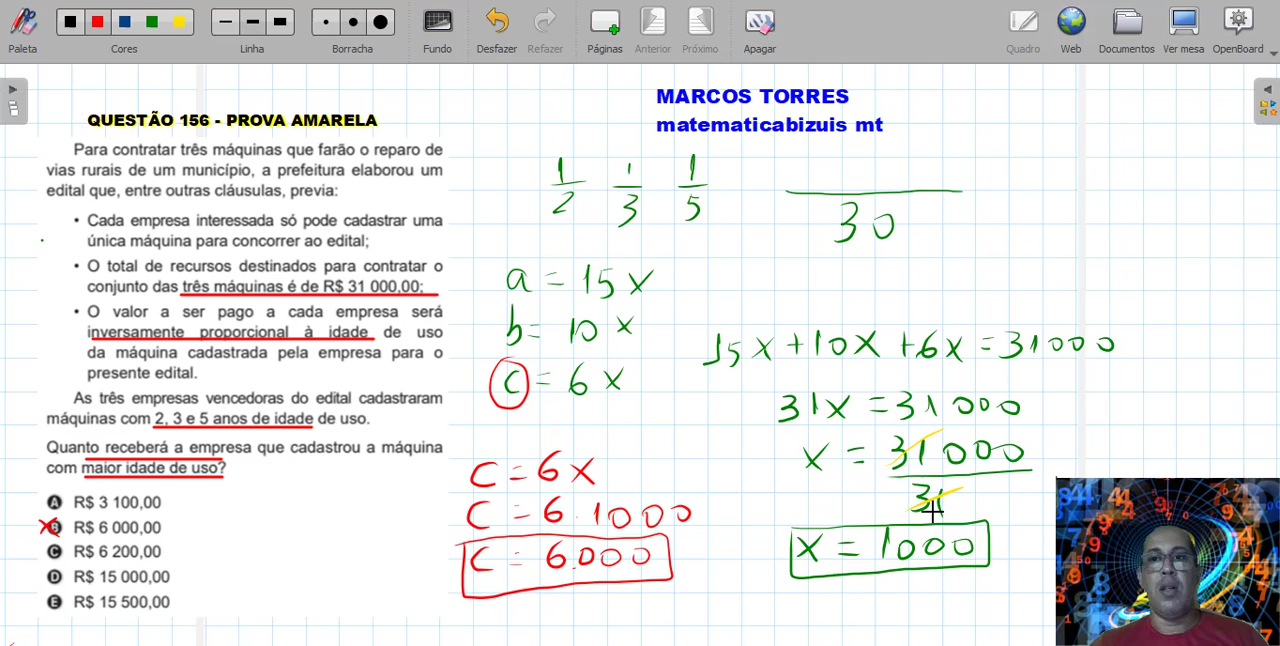 Paleta
Cores
Linha
Borracha
Fundo
Desfazer
Refazer
Páginas
Anterior
Próximo
Apagar
Quadro
Web
Documentos
Ver mesa
OpenBoard
MARCOS TORRES
matematicabizuis mt
QUESTÃO 156 - PROVA AMARELA
Para contratar três máquinas que farão o reparo de
vias rurais de um município, a prefeitura elaborou um
edital que, entre outras cláusulas, previa:
• Cada empresa interessada só pode cadastrar uma
única máquina para concorrer ao edital;
• O total de recursos destinados para contratar o
conjunto das três máquinas é de R$ 31 000,00;
• O valor a ser pago a cada empresa será
inversamente proporcional à idade de uso
da máquina cadastrada pela empresa para o
presente edital.
As três empresas vencedoras do edital cadastraram
máquinas com 2, 3 e 5 anos de idade de uso.
Quanto receberá a empresa que cadastrou a máquina
com maior idade de uso?
A R$ 3 100,00
B R$ 6 000,00
C R$ 6 200,00
D R$ 15 000,00
E R$ 15 500,00
1/2 1/3 1/5
30
a = 15x
b = 10x
c = 6x
15x + 10x + 6x = 31000
31x = 31000
x = 31000/31
x = 1000
C = 6x
C = 6.1000
C = 6.000